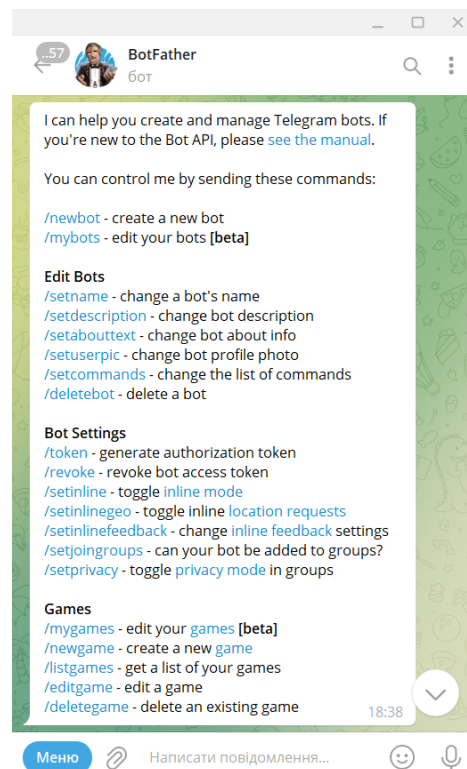 ..57
BotFather
бот
I can help you create and manage Telegram bots. If
you're new to the Bot API, please see the manual.
You can control me by sending these commands:
/newbot - create a new bot
/mybots - edit your bots [beta]
Edit Bots
/setname - change a bot's name
/setdescription - change bot description
/setabouttext - change bot about info
/setuserpic - change bot profile photo
/setcommands - change the list of commands
/deletebot - delete a bot
Bot Settings
/token - generate authorization token
/revoke - revoke bot access token
/setinline - toggle inline mode
/setinlinegeo - toggle inline location requests
/setinlinefeedback - change inline feedback settings
/setjoingroups - can your bot be added to groups?
/setprivacy - toggle privacy mode in groups
Games
/mygames - edit your games [beta]
/newgame - create a new game
/listgames - get a list of your games
/editgame - edit a game
/deletegame - delete an existing game
18:38
Меню
Написати повідомлення...